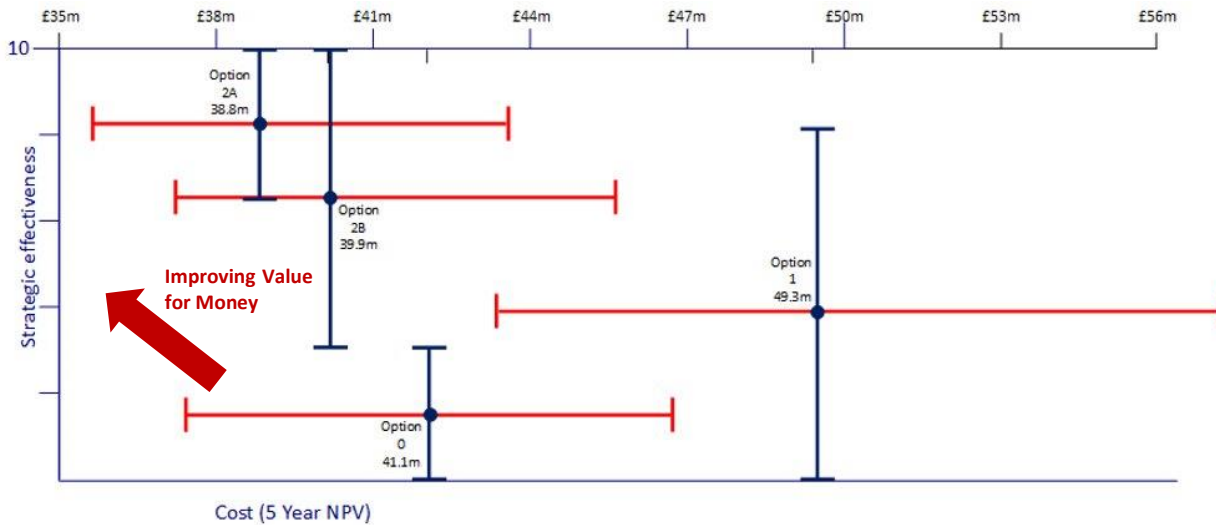 £35m £38m £41m £44m £47m £50m £53m £56m
10
Option
2A
38.8m
Strategic effectiveness
Option
2B
39.9m
Improving Value
for Money
Option
1
49.3m
Option
0
41.1m
Cost (5 Year NPV)